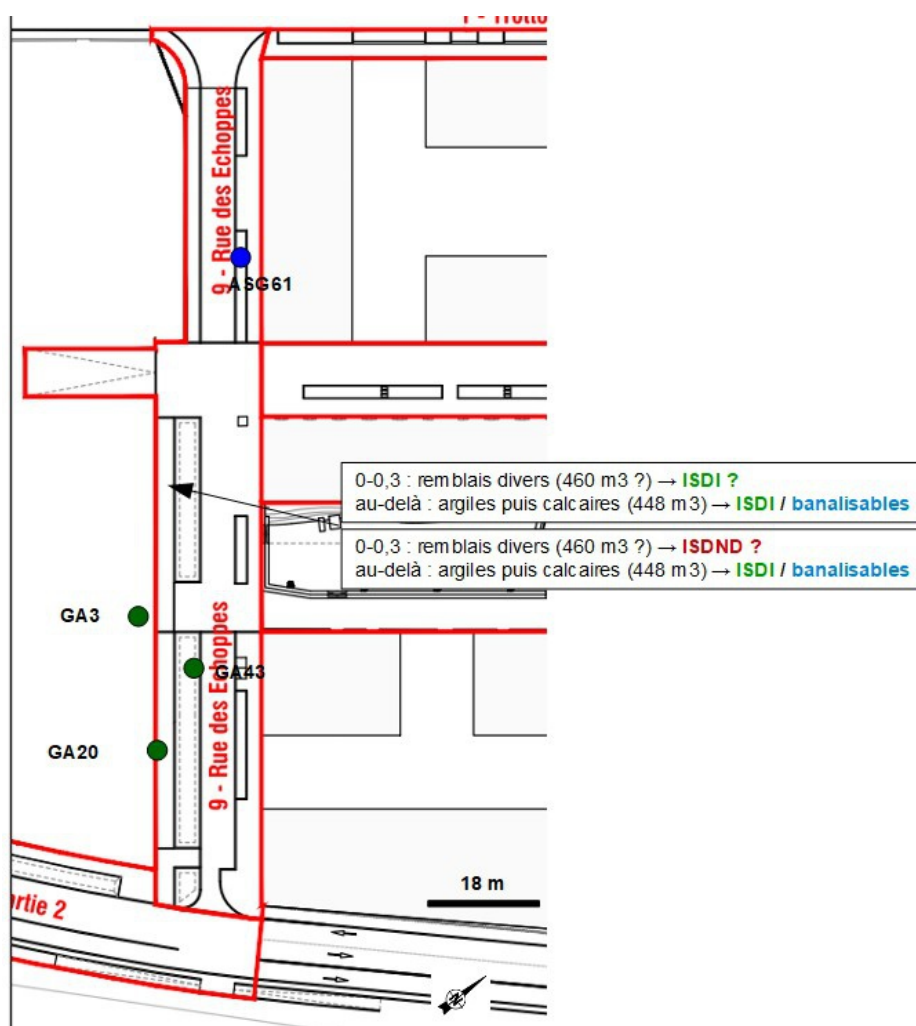 1 - Trotto
9 - Rue des Echoppes
ASG61
0-0,3 : remblais divers (460 m3 ?) → ISDI ?
au-delà : argiles puis calcaires (448 m3) → ISDI / banalisables
0-0,3 : remblais divers (460 m3 ?) → ISDND ?
au-delà : argiles puis calcaires (448 m3) → ISDI / banalisables
GA3
GA43
9 - Rue des Echoppes
GA20
18 m
rtie 2
N